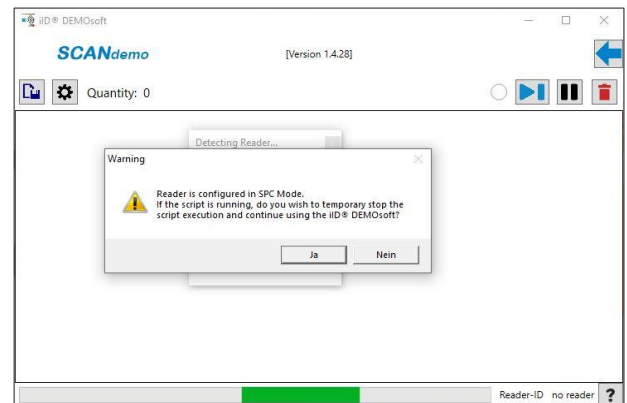 iID® DEMOsoft
SCANdemo
[Version 1.4.28]
Quantity: 0
Detecting Reader...
Warning
Reader is configured in SPC Mode.
If the script is running, do you wish to temporary stop the
script execution and continue using the iID® DEMOsoft?
Ja
Nein
Reader-ID no reader ?